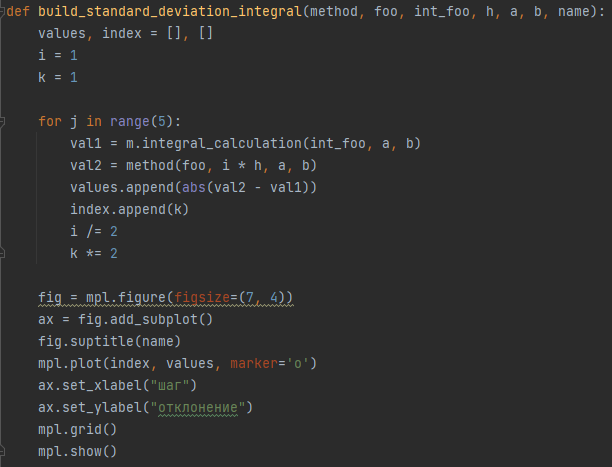 def build_standard_deviation_integral(method, foo, int_foo, h, a, b, name):
    values, index = [], []
    i = 1
    k = 1

    for j in range(5):
        val1 = m.integral_calculation(int_foo, a, b)
        val2 = method(foo, i * h, a, b)
        values.append(abs(val2 - val1))
        index.append(k)
        i /= 2
        k *= 2

    fig = mpl.figure(figsize=(7, 4))
    ax = fig.add_subplot()
    fig.suptitle(name)
    mpl.plot(index, values, marker='o')
    ax.set_xlabel("шаг")
    ax.set_ylabel("отклонение")
    mpl.grid()
    mpl.show()